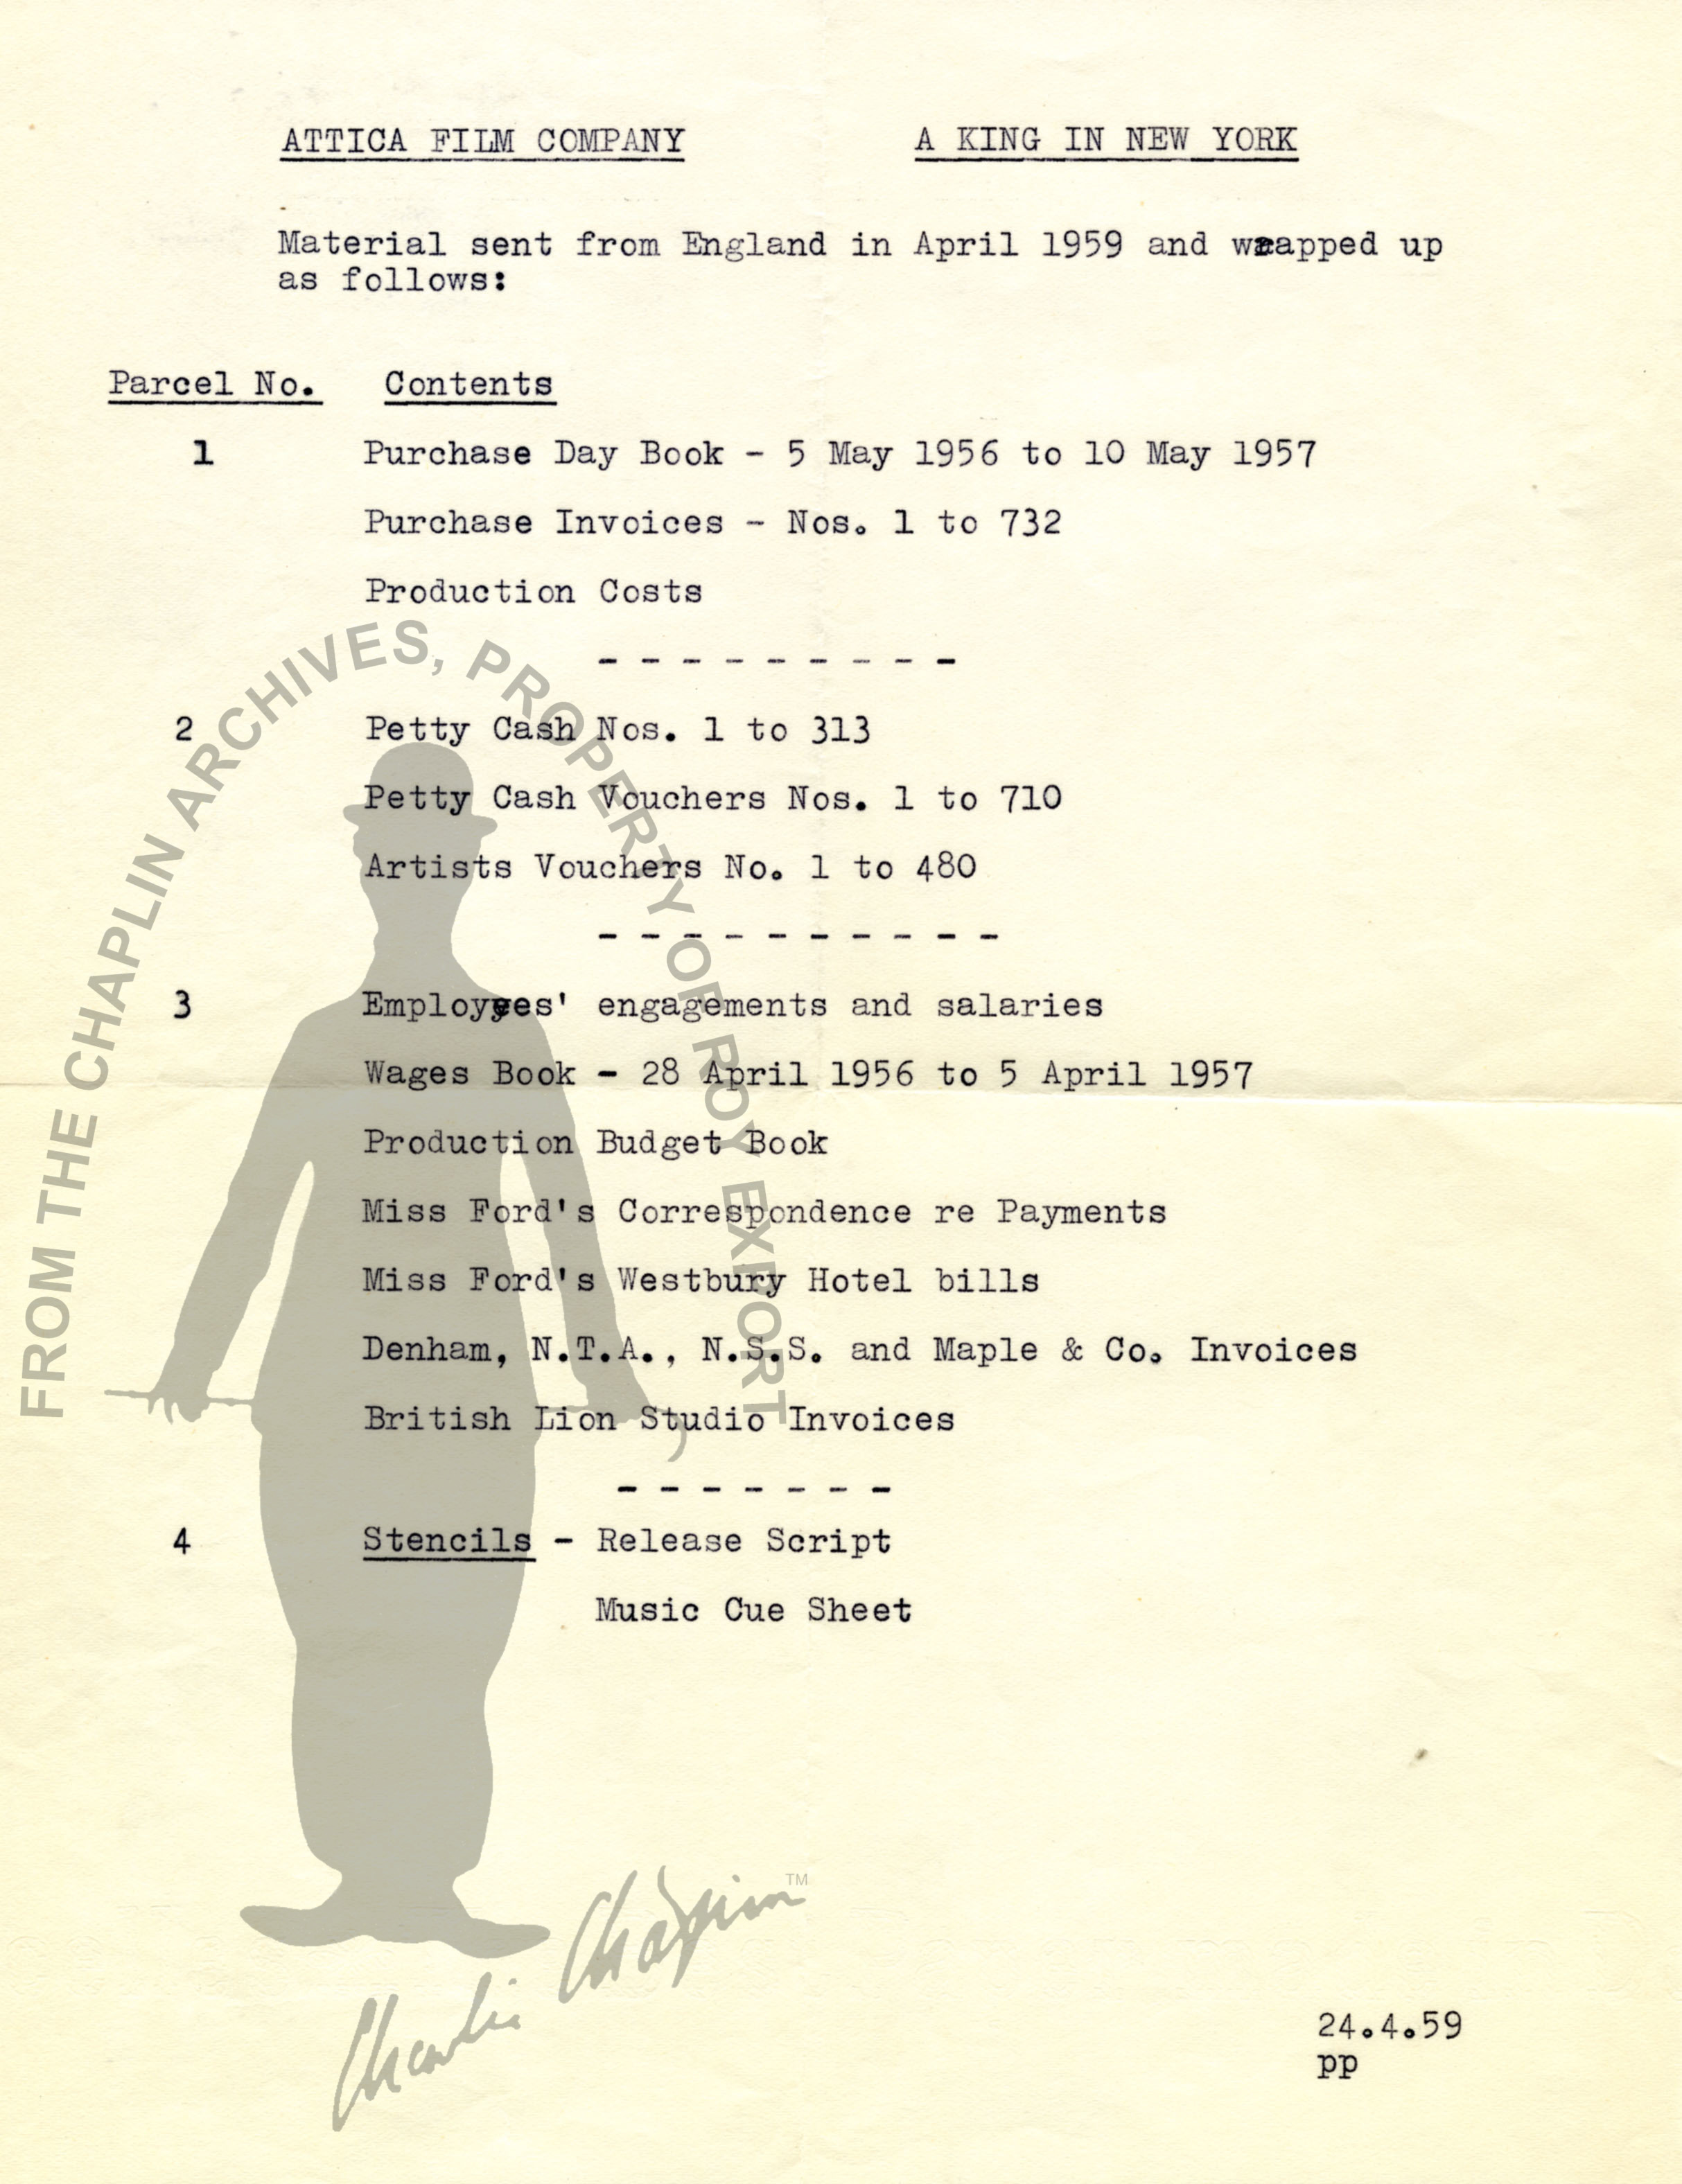 ATTICA FILM COMPANY    A KING IN NEW YORK
Material sent from England in April 1959 and wrapped up
as follows:
Parcel No.    Contents
1    Purchase Day Book - 5 May 1956 to 10 May 1957
Purchase Invoices - Nos. 1 to 732
Production Costs
- - - - - - - - -
2    Petty Cash Nos. 1 to 313
Petty Cash Vouchers Nos. 1 to 710
Artists Vouchers No. 1 to 480
- - - - - - - - - -
3    Employees' engagements and salaries
Wages Book - 28 April 1956 to 5 April 1957
Production Budget Book
Miss Ford's Correspondence re Payments
Miss Ford's Westbury Hotel bills
Denham, N.T.A., N.S.S. and Maple & Co. Invoices
British Lion Studio Invoices
- - - - - - -
4    Stencils - Release Script
Music Cue Sheet
24.4.59
pp
FROM THE CHAPLIN ARCHIVES, PROPERTY OF ROY EXPORT
Charlie Chaplin™